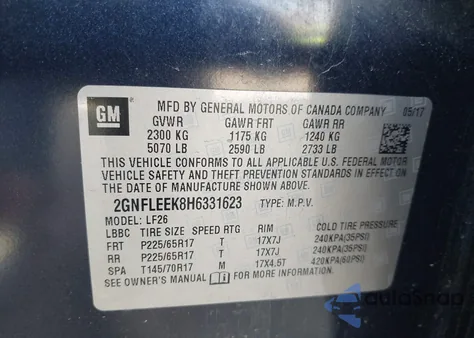 GM
MFD BY GENERAL MOTORS OF CANADA COMPANY 05/17
GVWR GAWR FRT GAWR RR
2300 KG 1175 KG 1240 KG
5070 LB 2590 LB 2733 LB
THIS VEHICLE CONFORMS TO ALL APPLICABLE U.S. FEDERAL
VEHICLE SAFETY AND THEFT PREVENTION STANDARDS IN EFFECT
ON THE DATE OF MANUFACTURE SHOWN ABOVE.
2GNFLEEK8H6331623 TYPE: M.P.V.
MODEL: LF26
LBBC TIRE SIZE SPEED RTG RIM COLD TIRE PRESSURE
FRT P225/65R17 T 17X7J 240KPA(35PSI)
RR P225/65R17 T 17X7J 240KPA(35PSI)
SPA T145/70R17 M 17X4.5T 420KPA(60PSI)
SEE OWNER'S MANUAL FOR ADDITIONAL INFORMATION
autoSnap